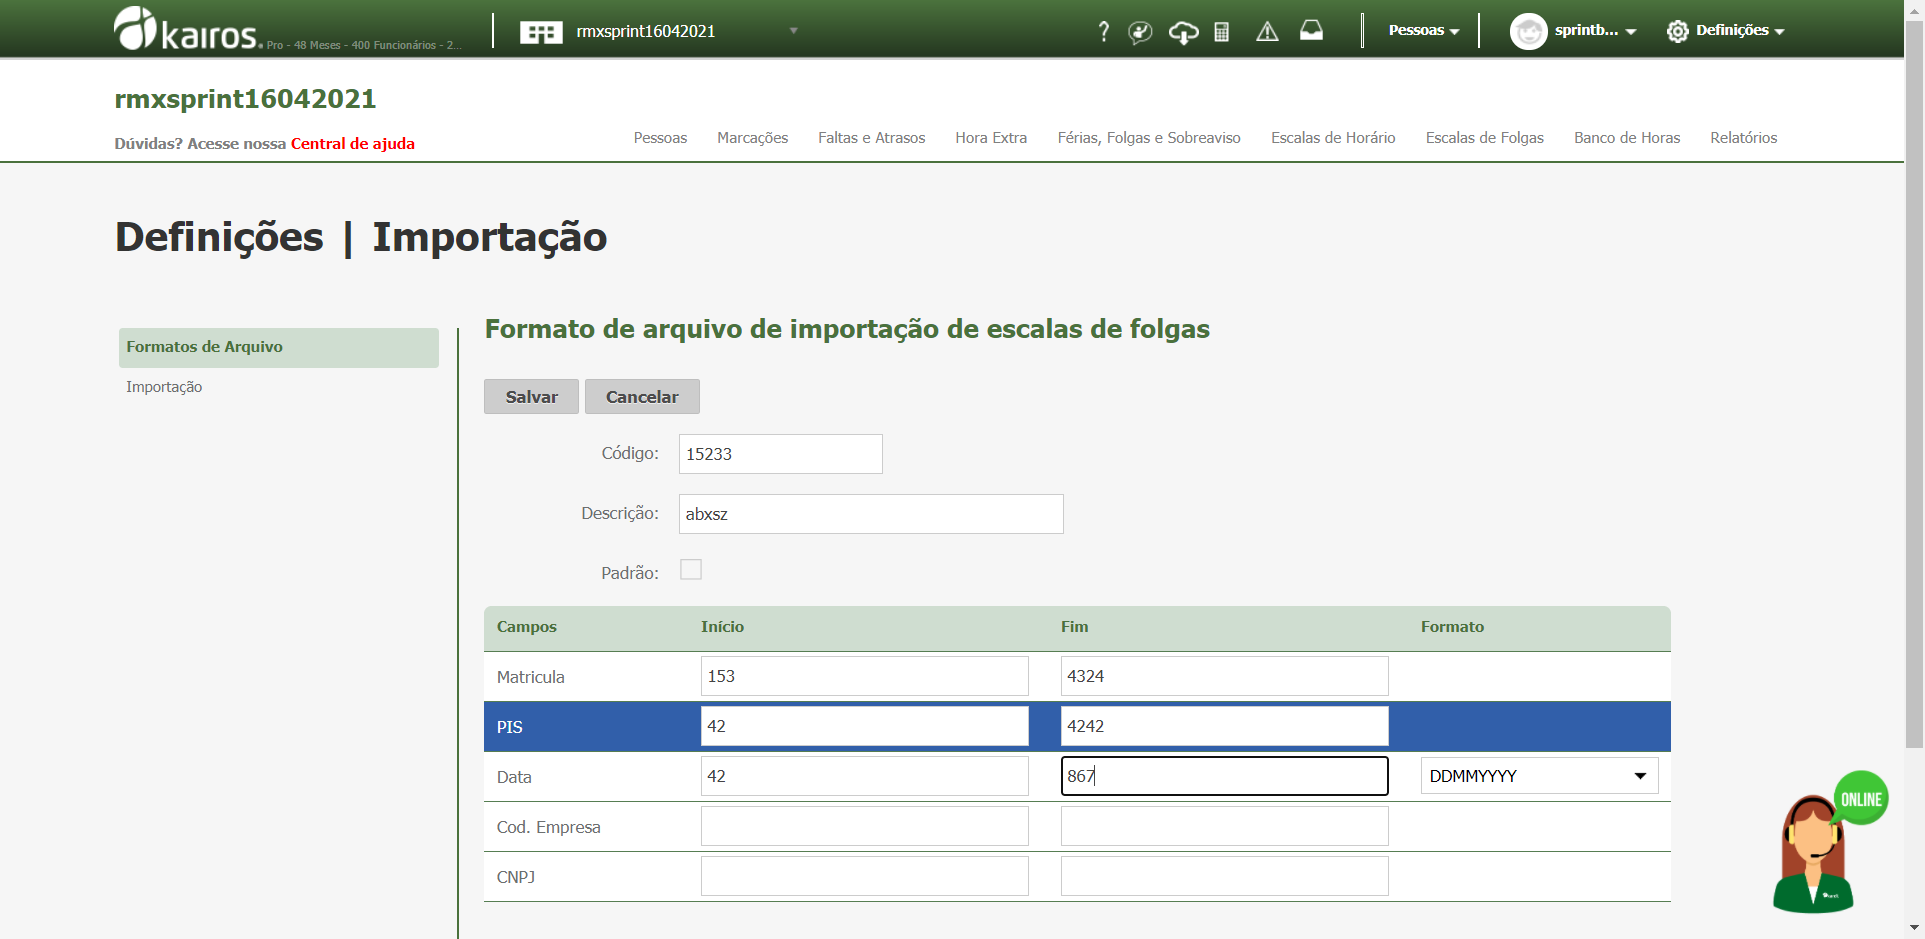 kairos. Pro - 48 Meses - 400 Funcionários - 2...
rmxsprint16042021
?
Pessoas
sprintb...
Definições
rmxsprint16042021
Dúvidas? Acesse nossa Central de ajuda
Pessoas
Marcações
Faltas e Atrasos
Hora Extra
Férias, Folgas e Sobreaviso
Escalas de Horário
Escalas de Folgas
Banco de Horas
Relatórios
Definições | Importação
Formatos de Arquivo
Importação
Formato de arquivo de importação de escalas de folgas
Salvar Cancelar
Código: 15233
Descrição: abxsz
Padrão:
Campos Início Fim Formato
Matricula 153 4324
PIS 42 4242
Data 42 867 DDMMYYYY
Cod. Empresa
CNPJ
ONLINE